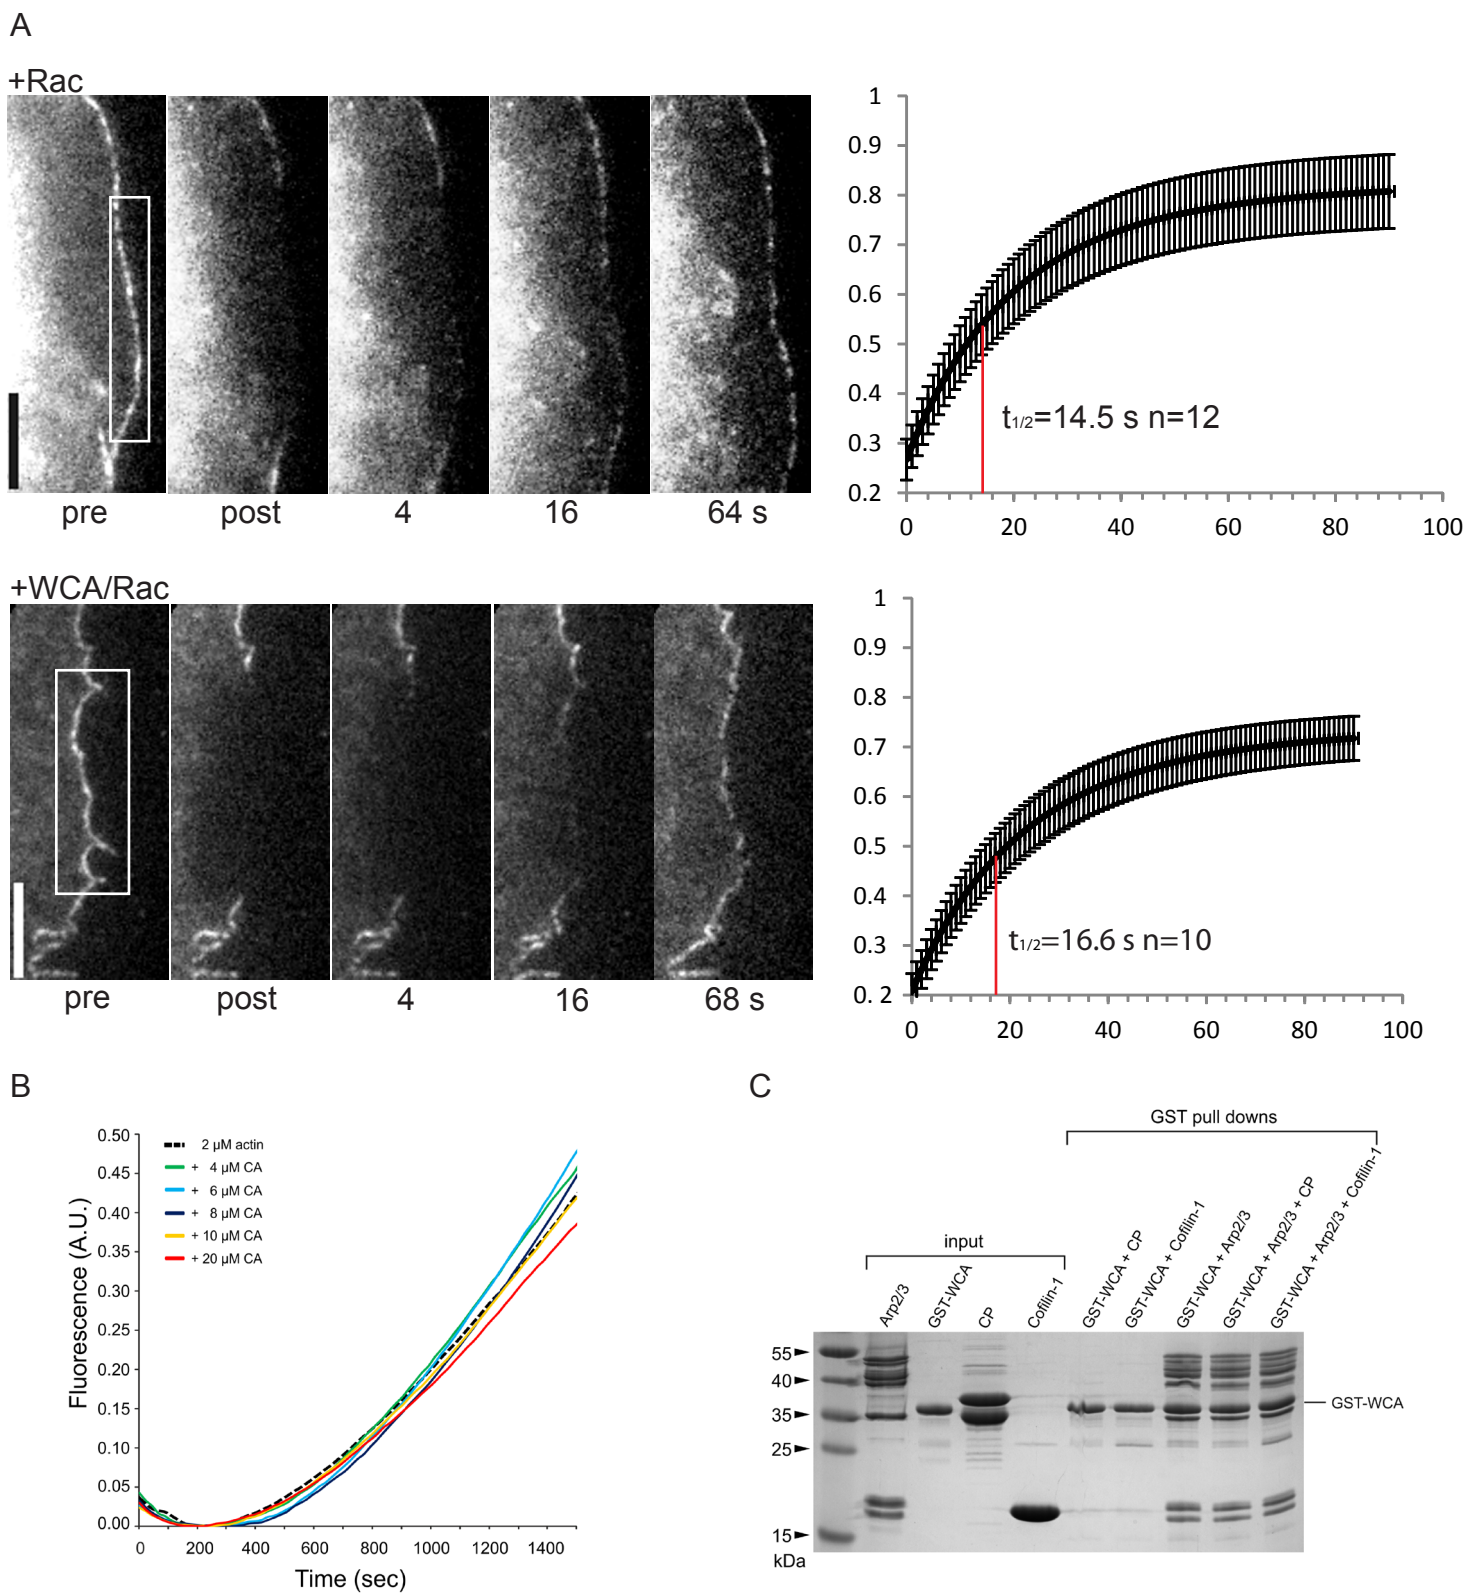 A
+Rac
pre post 4 16 64 s
1
0.9
0.8
0.7
0.6
0.5
0.4
0.3
0.2
t1/2=14.5 s n=12
0 20 40 60 80 100
+WCA/Rac
pre post 4 16 68 s
1
0.9
0.8
0.7
0.6
0.5
0.4
0.3
0. 2
t1/2=16.6 s n=10
0 20 40 60 80 100
B
Fluorescence (A.U.)
0.50
0.45
0.40
0.35
0.30
0.25
0.20
0.15
0.10
0.05
0.00
2 µM actin
+ 4 µM CA
+ 6 µM CA
+ 8 µM CA
+ 10 µM CA
+ 20 µM CA
0 200 400 600 800 1000 1200 1400
Time (sec)
C
GST pull downs
input
Arp2/3
GST-WCA
CP
Cofilin-1
GST-WCA + CP
GST-WCA + Cofilin-1
GST-WCA + Arp2/3
GST-WCA + Arp2/3 + CP
GST-WCA + Arp2/3 + Cofilin-1
55
40
35
25
15
kDa
GST-WCA